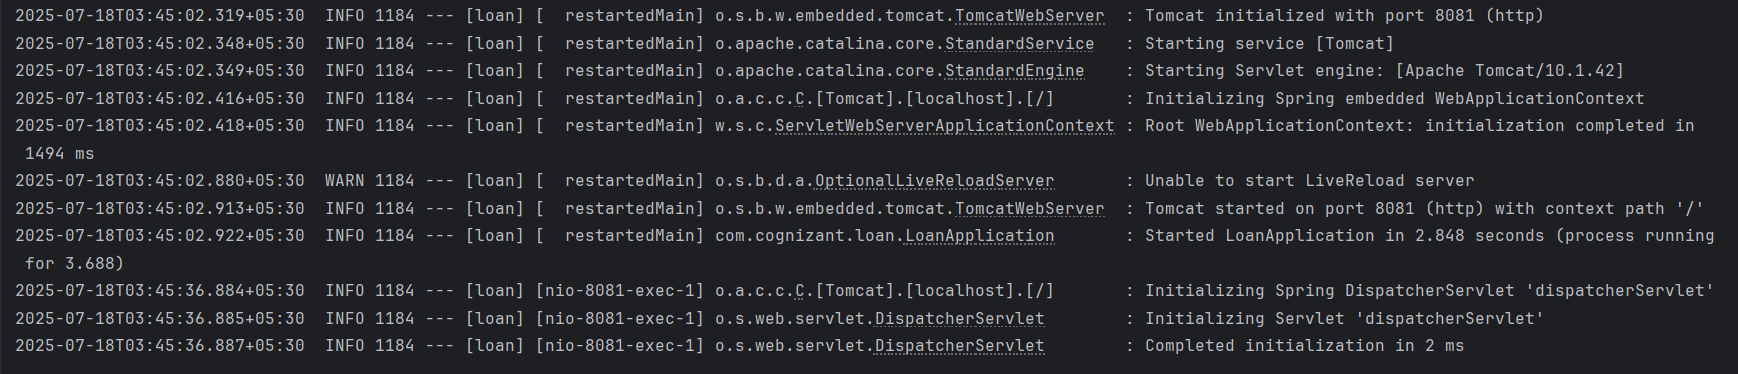 2025-07-18T03:45:02.319+05:30  INFO 1184 --- [loan] [  restartedMain] o.s.b.w.embedded.tomcat.TomcatWebServer  : Tomcat initialized with port 8081 (http)
2025-07-18T03:45:02.348+05:30  INFO 1184 --- [loan] [  restartedMain] o.apache.catalina.core.StandardService   : Starting service [Tomcat]
2025-07-18T03:45:02.349+05:30  INFO 1184 --- [loan] [  restartedMain] o.apache.catalina.core.StandardEngine    : Starting Servlet engine: [Apache Tomcat/10.1.42]
2025-07-18T03:45:02.416+05:30  INFO 1184 --- [loan] [  restartedMain] o.a.c.c.C.[Tomcat].[localhost].[/]       : Initializing Spring embedded WebApplicationContext
2025-07-18T03:45:02.418+05:30  INFO 1184 --- [loan] [  restartedMain] w.s.c.ServletWebServerApplicationContext : Root WebApplicationContext: initialization completed in
 1494 ms
2025-07-18T03:45:02.880+05:30  WARN 1184 --- [loan] [  restartedMain] o.s.b.d.a.OptionalLiveReloadServer       : Unable to start LiveReload server
2025-07-18T03:45:02.913+05:30  INFO 1184 --- [loan] [  restartedMain] o.s.b.w.embedded.tomcat.TomcatWebServer  : Tomcat started on port 8081 (http) with context path '/'
2025-07-18T03:45:02.922+05:30  INFO 1184 --- [loan] [  restartedMain] com.cognizant.loan.LoanApplication       : Started LoanApplication in 2.848 seconds (process running
 for 3.688)
2025-07-18T03:45:36.884+05:30  INFO 1184 --- [loan] [nio-8081-exec-1] o.a.c.c.C.[Tomcat].[localhost].[/]       : Initializing Spring DispatcherServlet 'dispatcherServlet'
2025-07-18T03:45:36.885+05:30  INFO 1184 --- [loan] [nio-8081-exec-1] o.s.web.servlet.DispatcherServlet        : Initializing Servlet 'dispatcherServlet'
2025-07-18T03:45:36.887+05:30  INFO 1184 --- [loan] [nio-8081-exec-1] o.s.web.servlet.DispatcherServlet        : Completed initialization in 2 ms